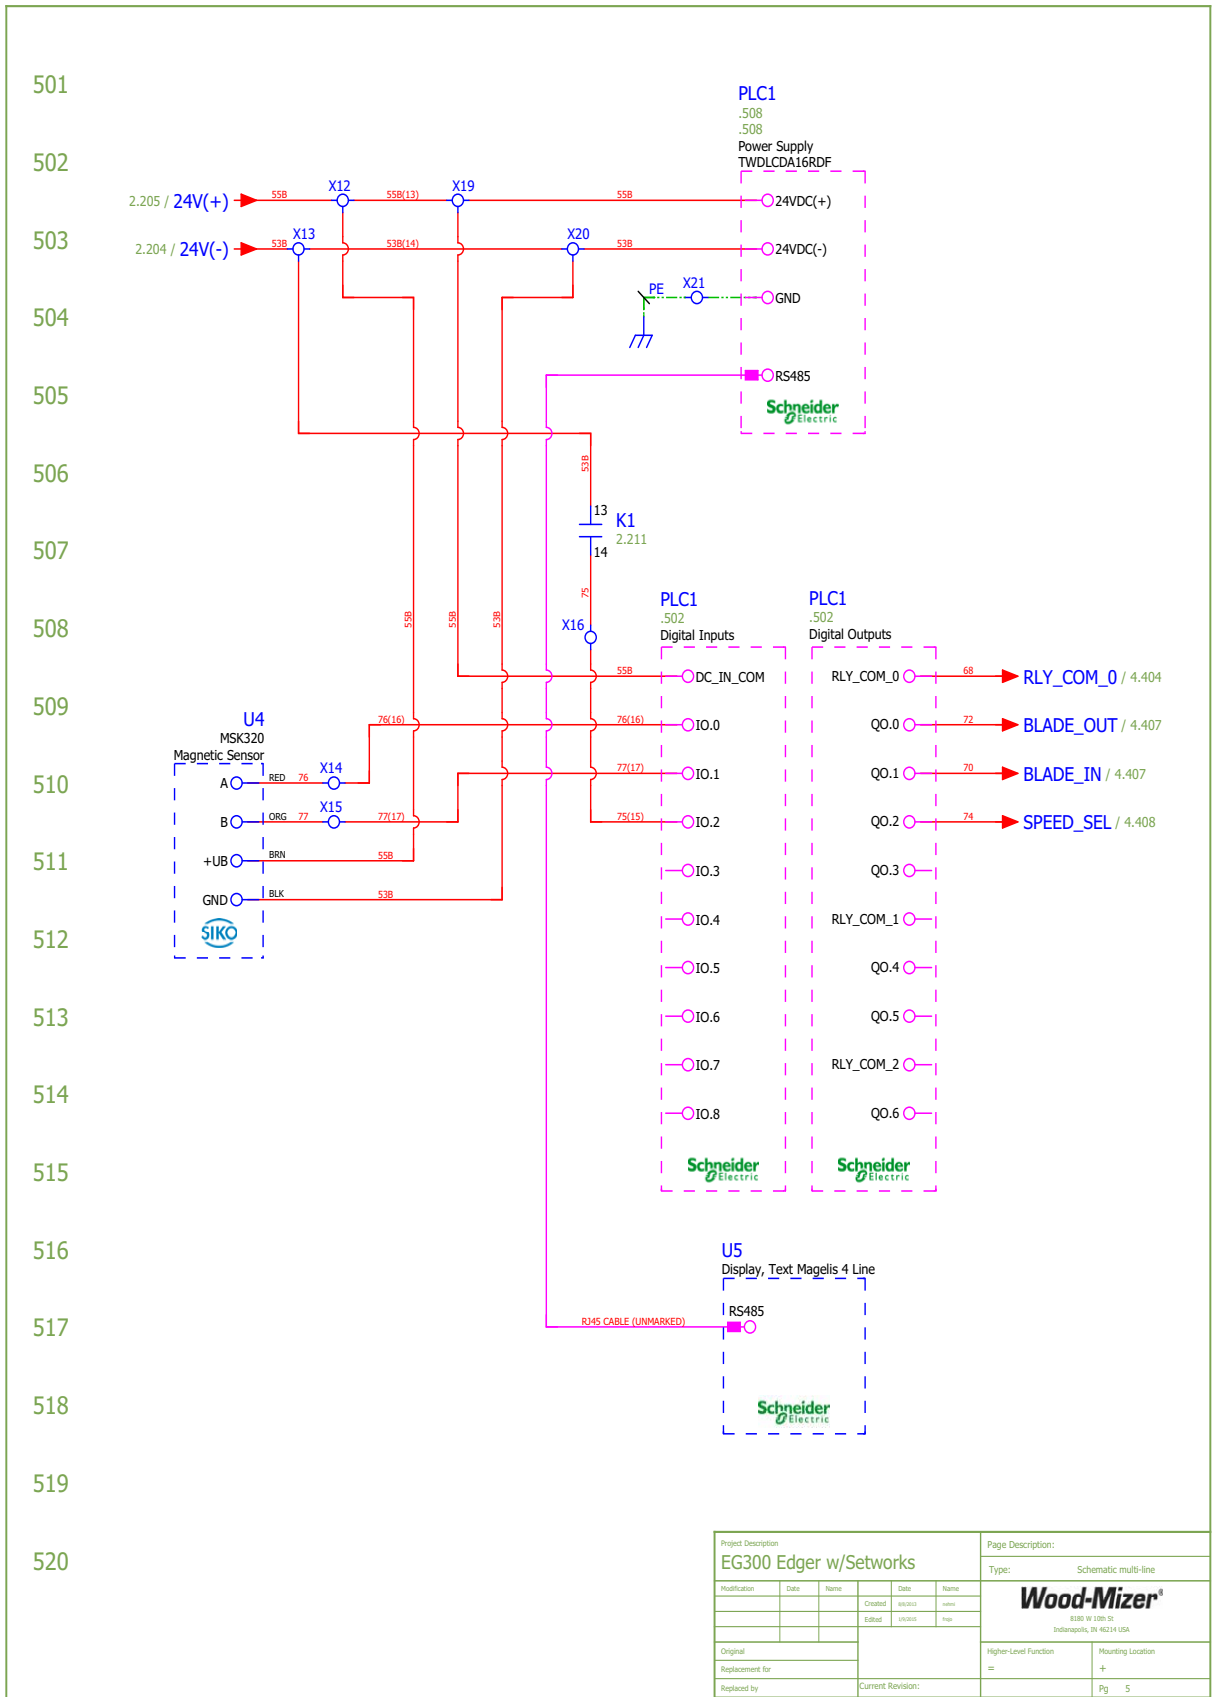 501
502
503
504
505
506
507
508
509
510
511
512
513
514
515
516
517
518
519
520
PLC1
.508
.508
Power Supply
TWDLCDA16RDF
2.205 / 24V(+)
55B
X12
55B(13)
X19
55B
24VDC(+)
2.204 / 24V(-)
53B
X13
53B(14)
X20
53B
24VDC(-)
PE
X21
GND
RS485
Schneider
Electric
53B
13
K1
2.211
14
75
X16
55B
55B
53B
PLC1
.502
Digital Inputs
55B
DC_IN_COM
76(16)
76(16)
IO.0
77(17)
IO.1
75(15)
IO.2
IO.3
IO.4
IO.5
IO.6
IO.7
IO.8
Schneider
Electric
PLC1
.502
Digital Outputs
RLY_COM_0
68
RLY_COM_0 / 4.404
QO.0
72
BLADE_OUT / 4.407
QO.1
70
BLADE_IN / 4.407
QO.2
74
SPEED_SEL / 4.408
QO.3
RLY_COM_1
QO.4
QO.5
RLY_COM_2
QO.6
Schneider
Electric
U4
MSK320
Magnetic Sensor
A
RED
76
X14
B
ORG
77
X15
77(17)
+UB
BRN
55B
GND
BLK
53B
SIKO
U5
Display, Text Magelis 4 Line
RS485
RJ45 CABLE (UNMARKED)
Schneider
Electric
Project Description
EG300 Edger w/Setworks
Modification
Date
Name
Date
Name
Created
Edited
Original
Replacement for
Replaced by
Current Revision:
Page Description:
Type:
Schematic multi-line
Wood-Mizer®
8180 W 10th St
Indianapolis, IN 46214 USA
Higher-Level Function
=
Mounting Location
+
Pg
5